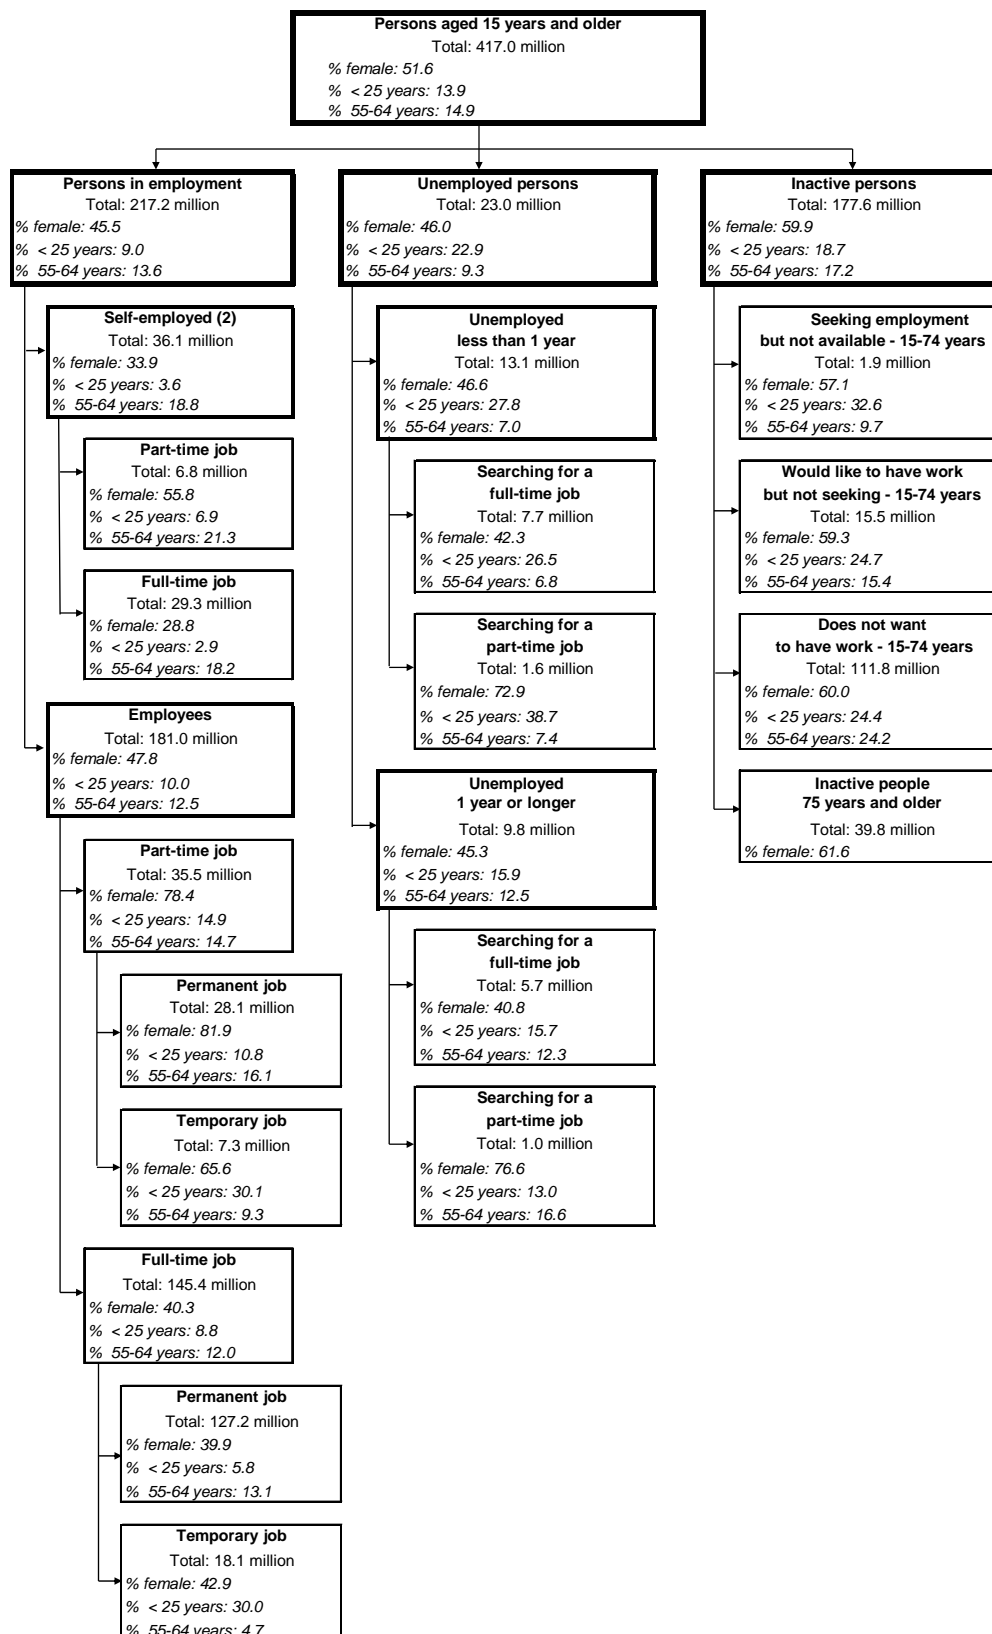 Persons aged 15 years and older
Total: 417.0 million
% female: 51.6
% < 25 years: 13.9
% 55-64 years: 14.9
Persons in employment
Total: 217.2 million
% female: 45.5
% < 25 years: 9.0
% 55-64 years: 13.6
Self-employed (2)
Total: 36.1 million
% female: 33.9
% < 25 years: 3.6
% 55-64 years: 18.8
Part-time job
Total: 6.8 million
% female: 55.8
% < 25 years: 6.9
% 55-64 years: 21.3
Full-time job
Total: 29.3 million
% female: 28.8
% < 25 years: 2.9
% 55-64 years: 18.2
Employees
Total: 181.0 million
% female: 47.8
% < 25 years: 10.0
% 55-64 years: 12.5
Part-time job
Total: 35.5 million
% female: 78.4
% < 25 years: 14.9
% 55-64 years: 14.7
Permanent job
Total: 28.1 million
% female: 81.9
% < 25 years: 10.8
% 55-64 years: 16.1
Temporary job
Total: 7.3 million
% female: 65.6
% < 25 years: 30.1
% 55-64 years: 9.3
Full-time job
Total: 145.4 million
% female: 40.3
% < 25 years: 8.8
% 55-64 years: 12.0
Permanent job
Total: 127.2 million
% female: 39.9
% < 25 years: 5.8
% 55-64 years: 13.1
Temporary job
Total: 18.1 million
% female: 42.9
% < 25 years: 30.0
% 55-64 years: 4.7
Unemployed persons
Total: 23.0 million
% female: 46.0
% < 25 years: 22.9
% 55-64 years: 9.3
Unemployed
less than 1 year
Total: 13.1 million
% female: 46.6
% < 25 years: 27.8
% 55-64 years: 7.0
Searching for a
full-time job
Total: 7.7 million
% female: 42.3
% < 25 years: 26.5
% 55-64 years: 6.8
Searching for a
part-time job
Total: 1.6 million
% female: 72.9
% < 25 years: 38.7
% 55-64 years: 7.4
Unemployed
1 year or longer
Total: 9.8 million
% female: 45.3
% < 25 years: 15.9
% 55-64 years: 12.5
Searching for a
full-time job
Total: 5.7 million
% female: 40.8
% < 25 years: 15.7
% 55-64 years: 12.3
Searching for a
part-time job
Total: 1.0 million
% female: 76.6
% < 25 years: 13.0
% 55-64 years: 16.6
Inactive persons
Total: 177.6 million
% female: 59.9
% < 25 years: 18.7
% 55-64 years: 17.2
Seeking employment
but not available - 15-74 years
Total: 1.9 million
% female: 57.1
% < 25 years: 32.6
% 55-64 years: 9.7
Would like to have work
but not seeking - 15-74 years
Total: 15.5 million
% female: 59.3
% < 25 years: 24.7
% 55-64 years: 15.4
Does not want
to have work - 15-74 years
Total: 111.8 million
% female: 60.0
% < 25 years: 24.4
% 55-64 years: 24.2
Inactive people
75 years and older
Total: 39.8 million
% female: 61.6